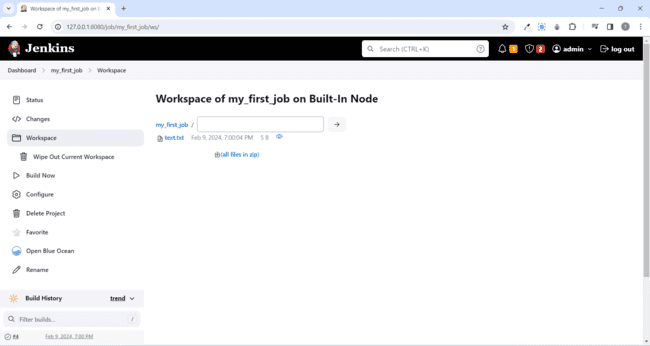 Workspace of my_first_job on B
127.0.0.1:8080/job/my_first_job/ws/
Jenkins
Search (CTRL+K)
1
2
admin
log out
Dashboard
my_first_job
Workspace
Status
Changes
Workspace
Wipe Out Current Workspace
Build Now
Configure
Delete Project
Favorite
Open Blue Ocean
Rename
Build History
trend
Filter builds...
/
#4
Feb 9, 2024, 7:00 PM
Workspace of my_first_job on Built-In Node
my_first_job /
text.txt Feb 9, 2024, 7:00:04 PM 5 B
(all files in zip)